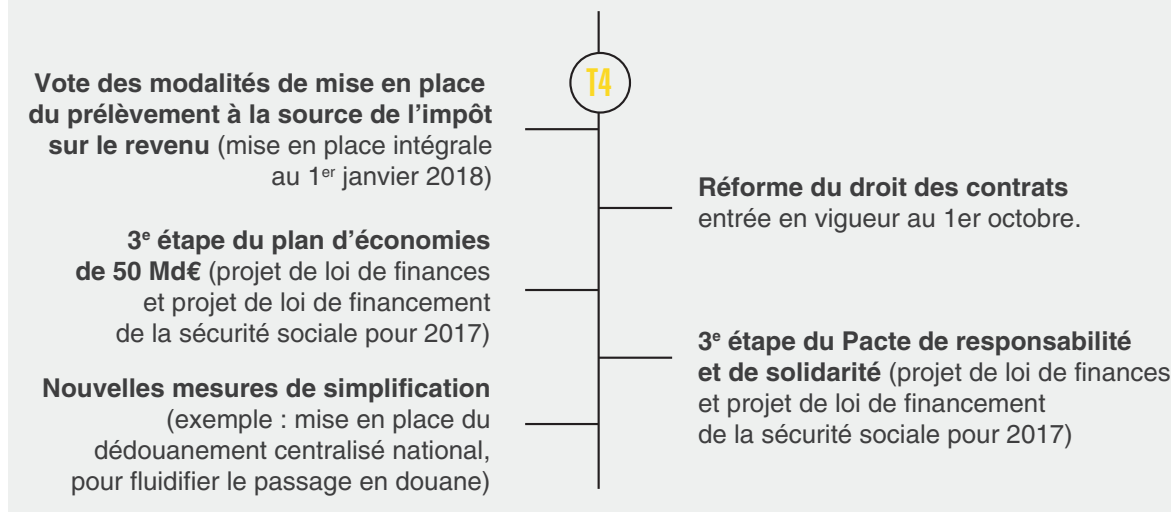 T4
Vote des modalités de mise en place
du prélèvement à la source de l’impôt
sur le revenu (mise en place intégrale
au 1er janvier 2018)
Réforme du droit des contrats
entrée en vigueur au 1er octobre.
3e étape du plan d’économies
de 50 Md€ (projet de loi de finances
et projet de loi de financement
de la sécurité sociale pour 2017)
3e étape du Pacte de responsabilité
et de solidarité (projet de loi de finances
et projet de loi de financement
de la sécurité sociale pour 2017)
Nouvelles mesures de simplification
(exemple : mise en place du
dédouanement centralisé national,
pour fluidifier le passage en douane)